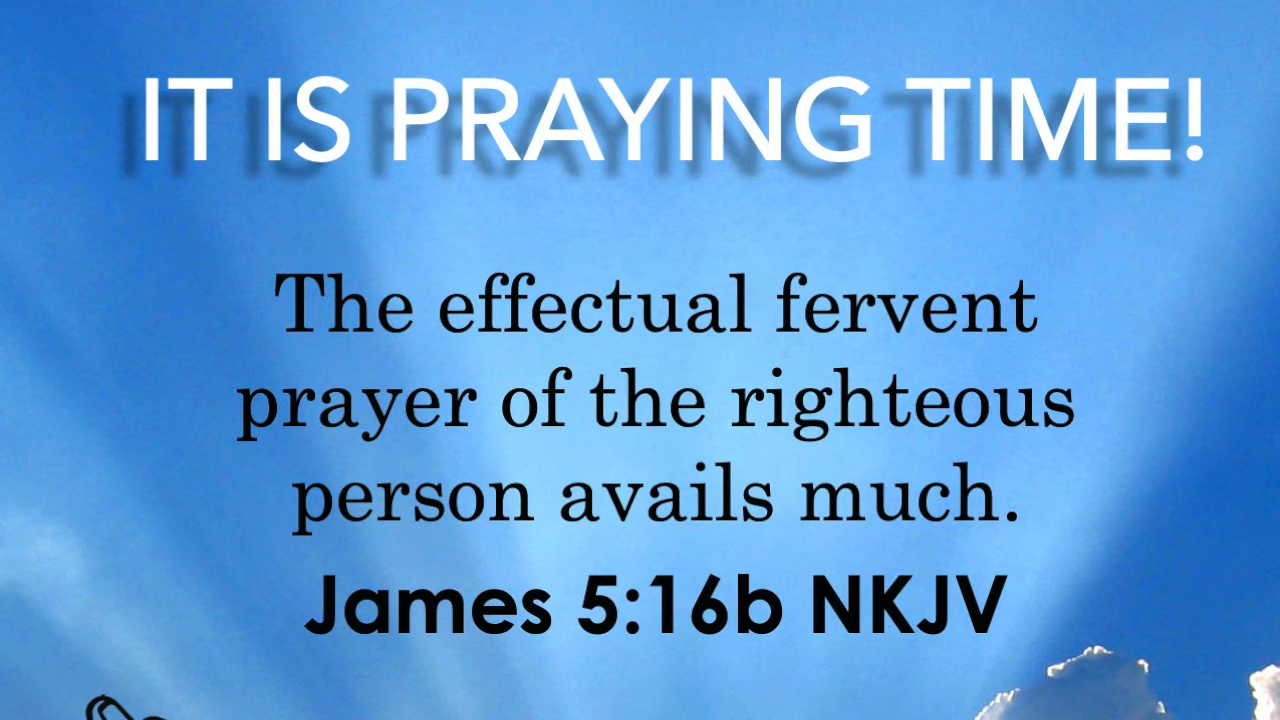 IT IS PRAYING TIME!
The effectual fervent
prayer of the righteous
person avails much.
James 5:16b NKJV